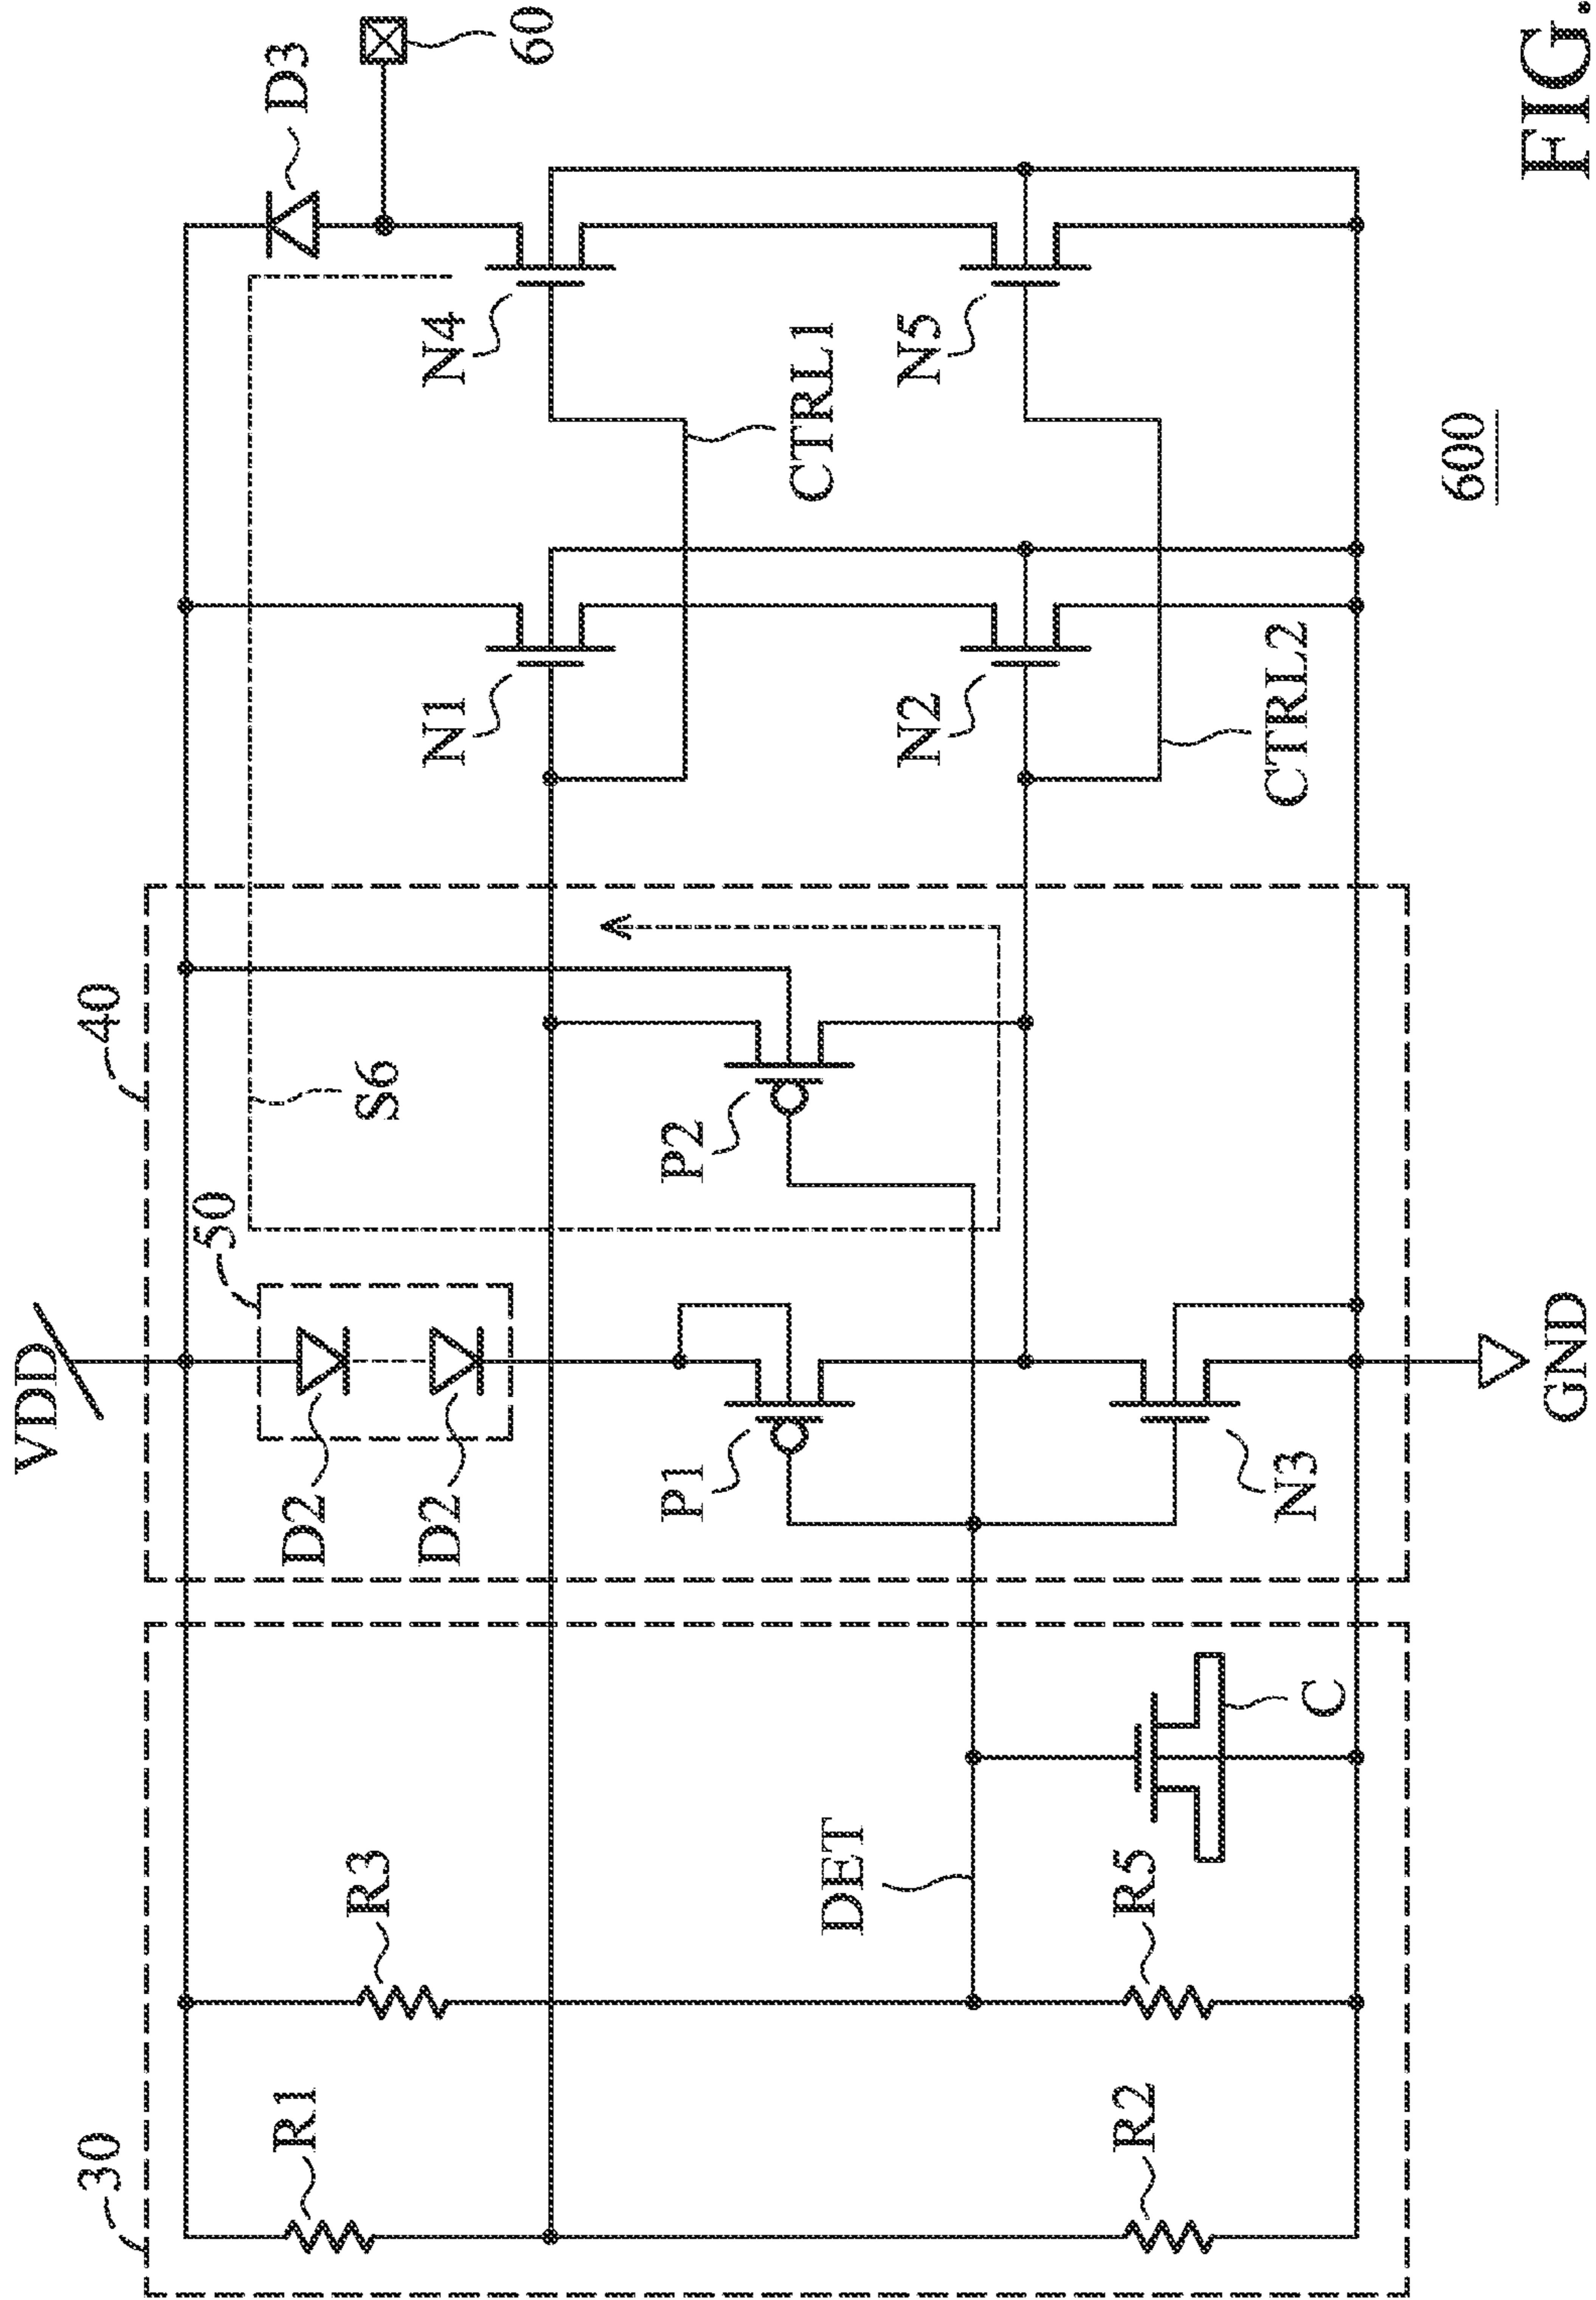 30
40
VDD
50
R1
R3
D2
D2
S6
D3
60
N1
N4
P1
P2
CTRL1
DET
N2
N5
R2
R5
C
N3
CTRL2
GND
600
FIG.